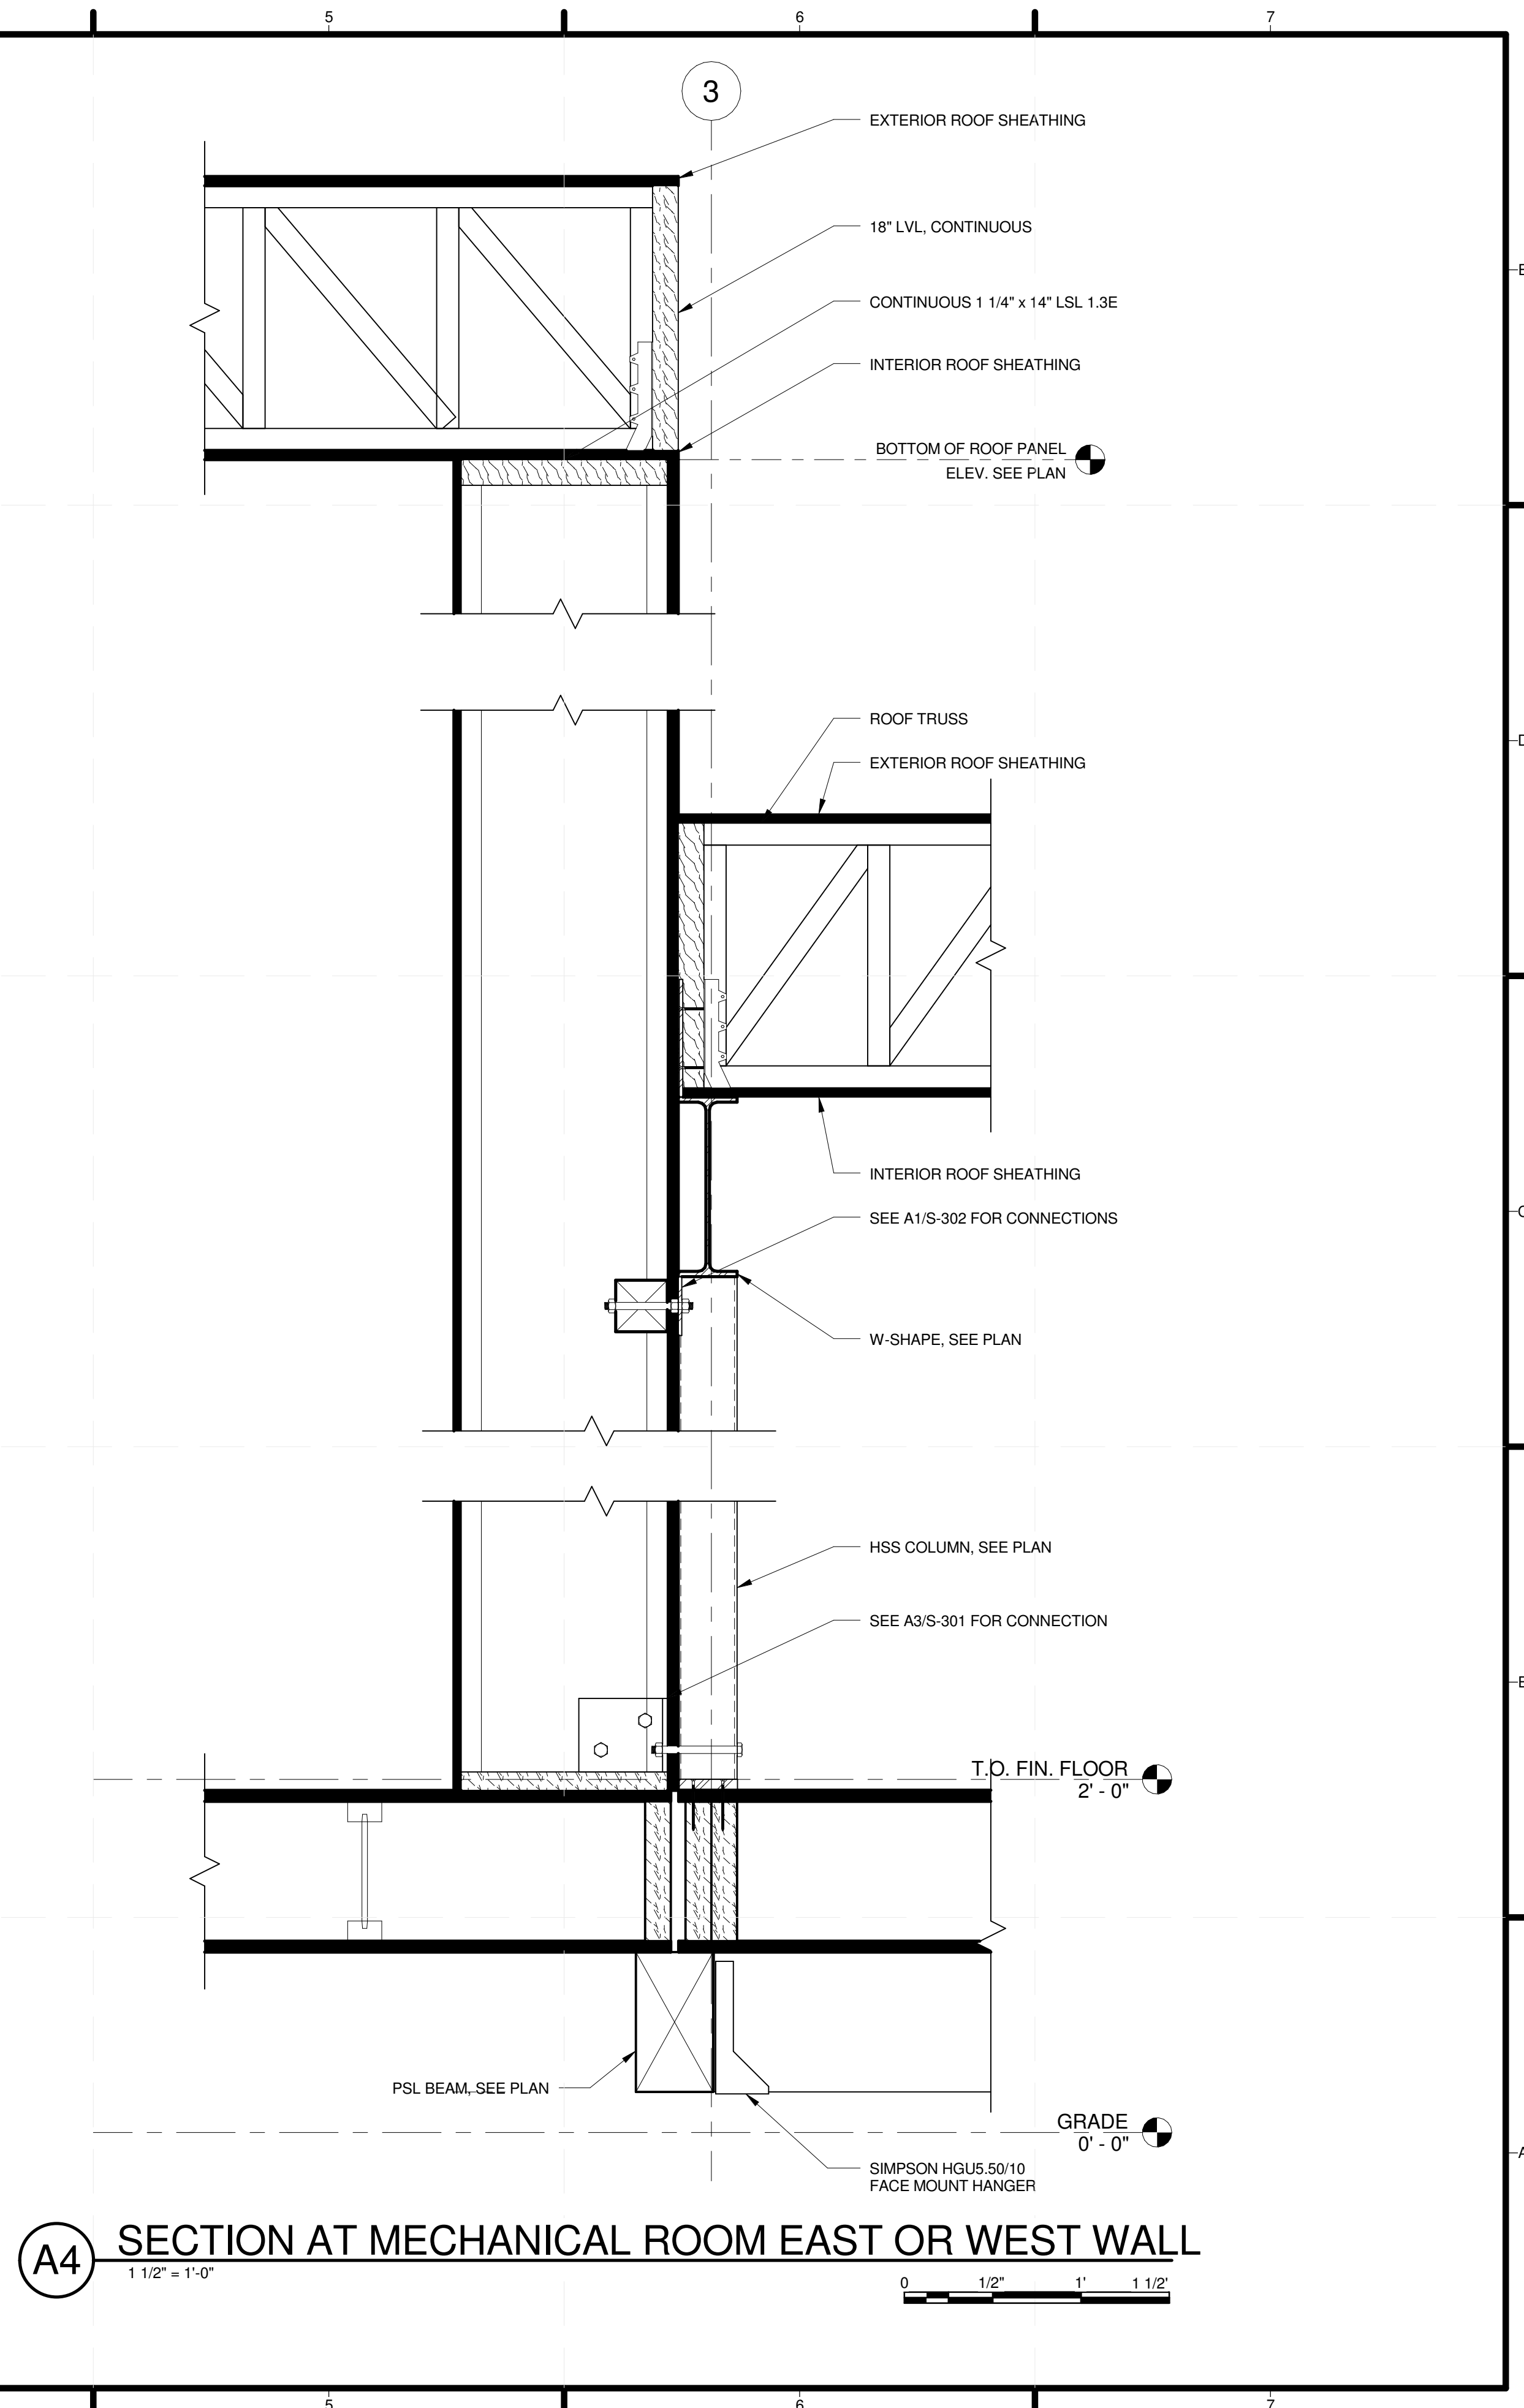 5 6 7
3
EXTERIOR ROOF SHEATHING
18" LVL, CONTINUOUS
E
CONTINUOUS 1 1/4" x 14" LSL 1.3E
INTERIOR ROOF SHEATHING
BOTTOM OF ROOF PANEL
ELEV. SEE PLAN
ROOF TRUSS
D
EXTERIOR ROOF SHEATHING
INTERIOR ROOF SHEATHING
SEE A1/S-302 FOR CONNECTIONS
C
W-SHAPE, SEE PLAN
HSS COLUMN, SEE PLAN
SEE A3/S-301 FOR CONNECTION
T.O. FIN. FLOOR
2' - 0"
PSL BEAM, SEE PLAN
GRADE
0' - 0"
A
SIMPSON HGU5.50/10
FACE MOUNT HANGER
A4
SECTION AT MECHANICAL ROOM EAST OR WEST WALL
1 1/2" = 1'-0"
0 1/2" 1' 1 1/2'
5 6 7